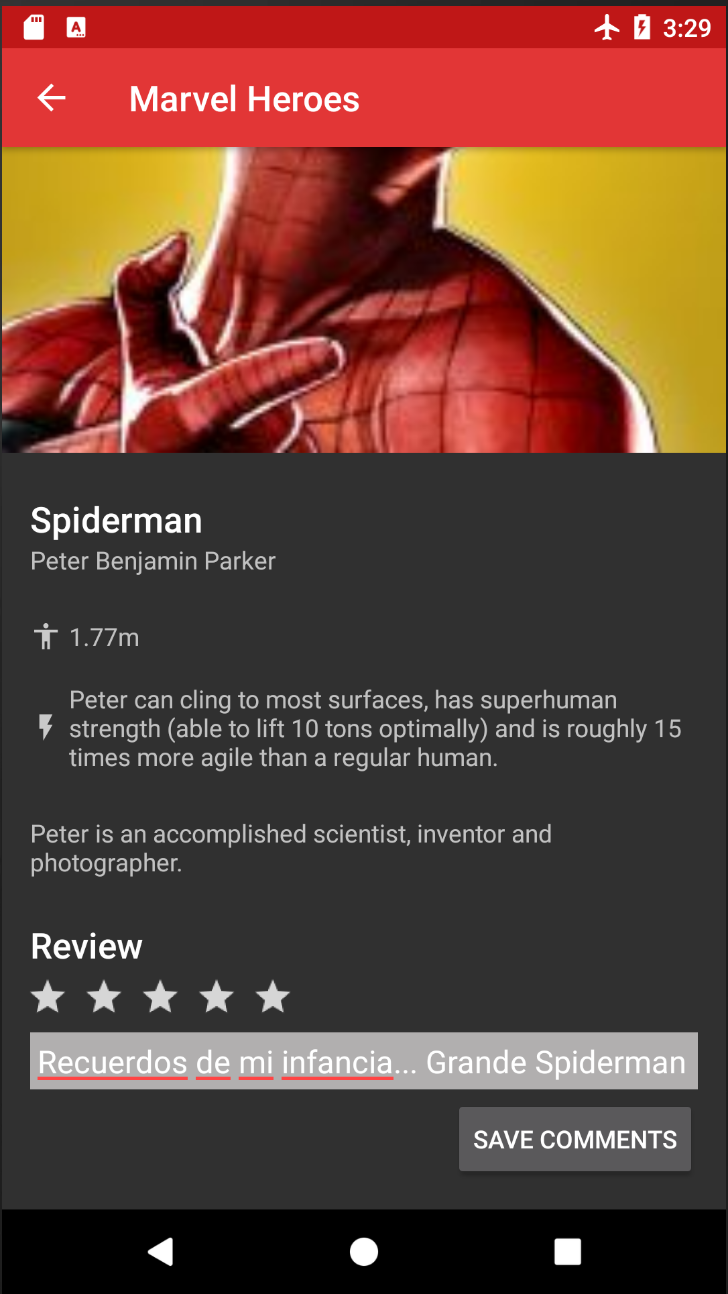 3:29
Marvel Heroes
Spiderman
Peter Benjamin Parker
1.77m
Peter can cling to most surfaces, has superhuman
strength (able to lift 10 tons optimally) and is roughly 15
times more agile than a regular human.
Peter is an accomplished scientist, inventor and
photographer.
Review
Recuerdos de mi infancia... Grande Spiderman
SAVE COMMENTS